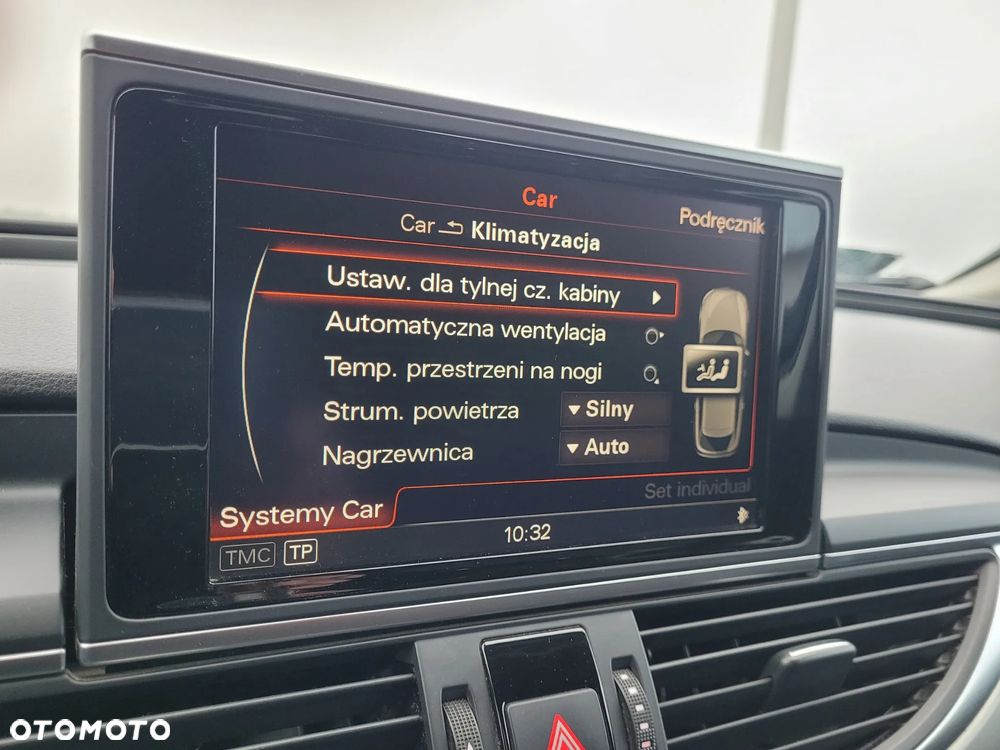 Car
Podręcznik
Car Klimatyzacja
Ustaw. dla tylnej cz. kabiny
Automatyczna wentylacja
Temp. przestrzeni na nogi
Strum. powietrza Silny
Nagrzewnica Auto
Set individual
Systemy Car
10:32
TMC TP
OTOMOTO